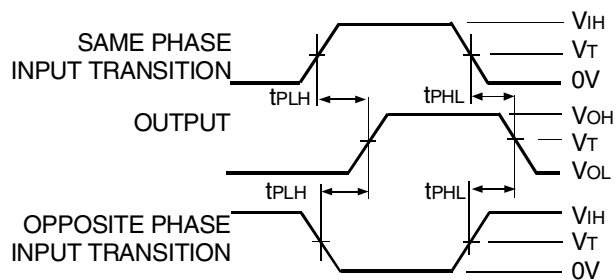 SAME PHASE
INPUT TRANSITION
VIH
VT
0V
tPLH
tPHL
OUTPUT
VOH
VT
VOL
tPLH
tPHL
OPPOSITE PHASE
INPUT TRANSITION
VIH
VT
0V